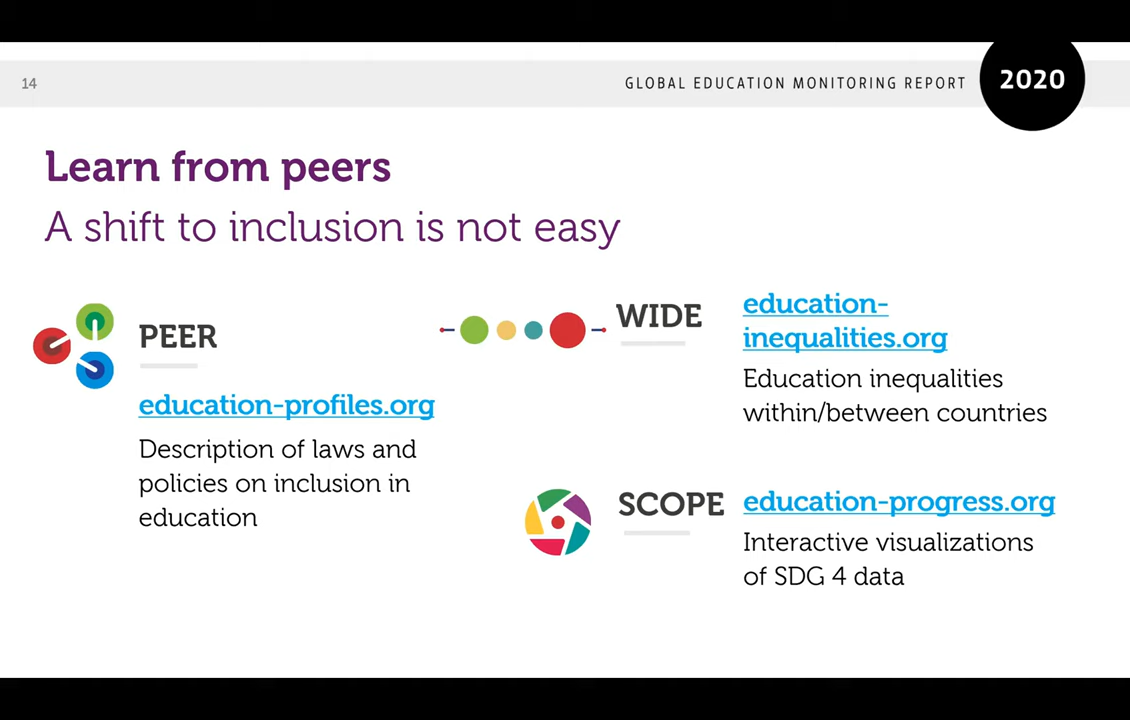 14
GLOBAL EDUCATION MONITORING REPORT
2020
Learn from peers
A shift to inclusion is not easy
PEER
education-profiles.org
Description of laws and
policies on inclusion in
education
WIDE
education-
inequalities.org
Education inequalities
within/between countries
SCOPE
education-progress.org
Interactive visualizations
of SDG 4 data